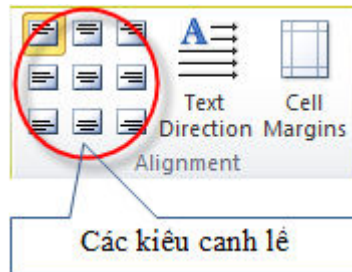 Text Direction
Cell Margins
Alignment
Các kiểu canh lề